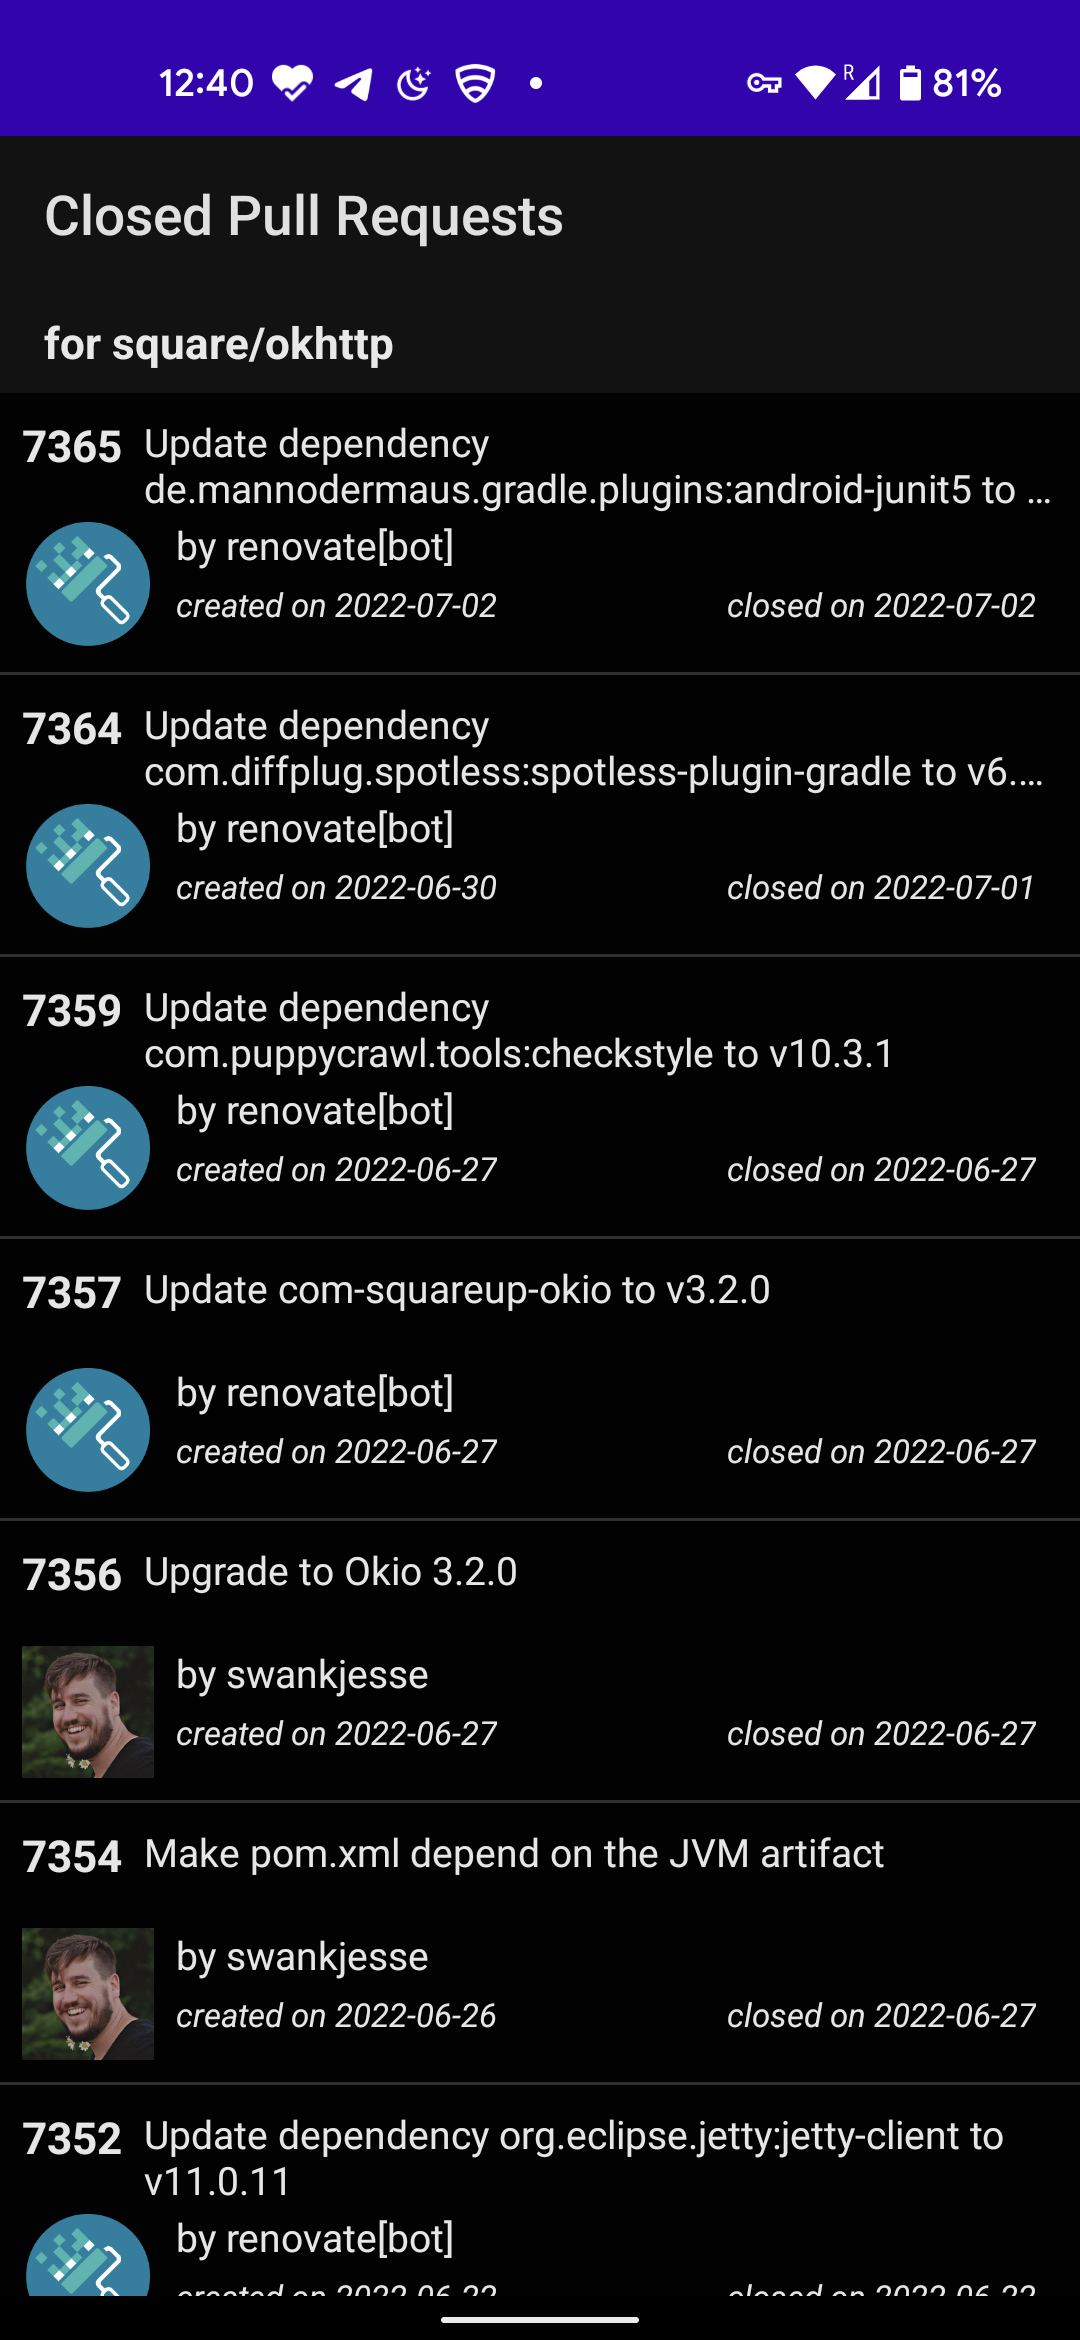 12:40
R
81%
Closed Pull Requests
for square/okhttp
7365 Update dependency
de.mannodermaus.gradle.plugins:android-junit5 to ...
by renovate[bot]
created on 2022-07-02 closed on 2022-07-02
7364 Update dependency
com.diffplug.spotless:spotless-plugin-gradle to v6....
by renovate[bot]
created on 2022-06-30 closed on 2022-07-01
7359 Update dependency
com.puppycrawl.tools:checkstyle to v10.3.1
by renovate[bot]
created on 2022-06-27 closed on 2022-06-27
7357 Update com-squareup-okio to v3.2.0
by renovate[bot]
created on 2022-06-27 closed on 2022-06-27
7356 Upgrade to Okio 3.2.0
by swankjesse
created on 2022-06-27 closed on 2022-06-27
7354 Make pom.xml depend on the JVM artifact
by swankjesse
created on 2022-06-26 closed on 2022-06-27
7352 Update dependency org.eclipse.jetty:jetty-client to
v11.0.11
by renovate[bot]
created on closed on